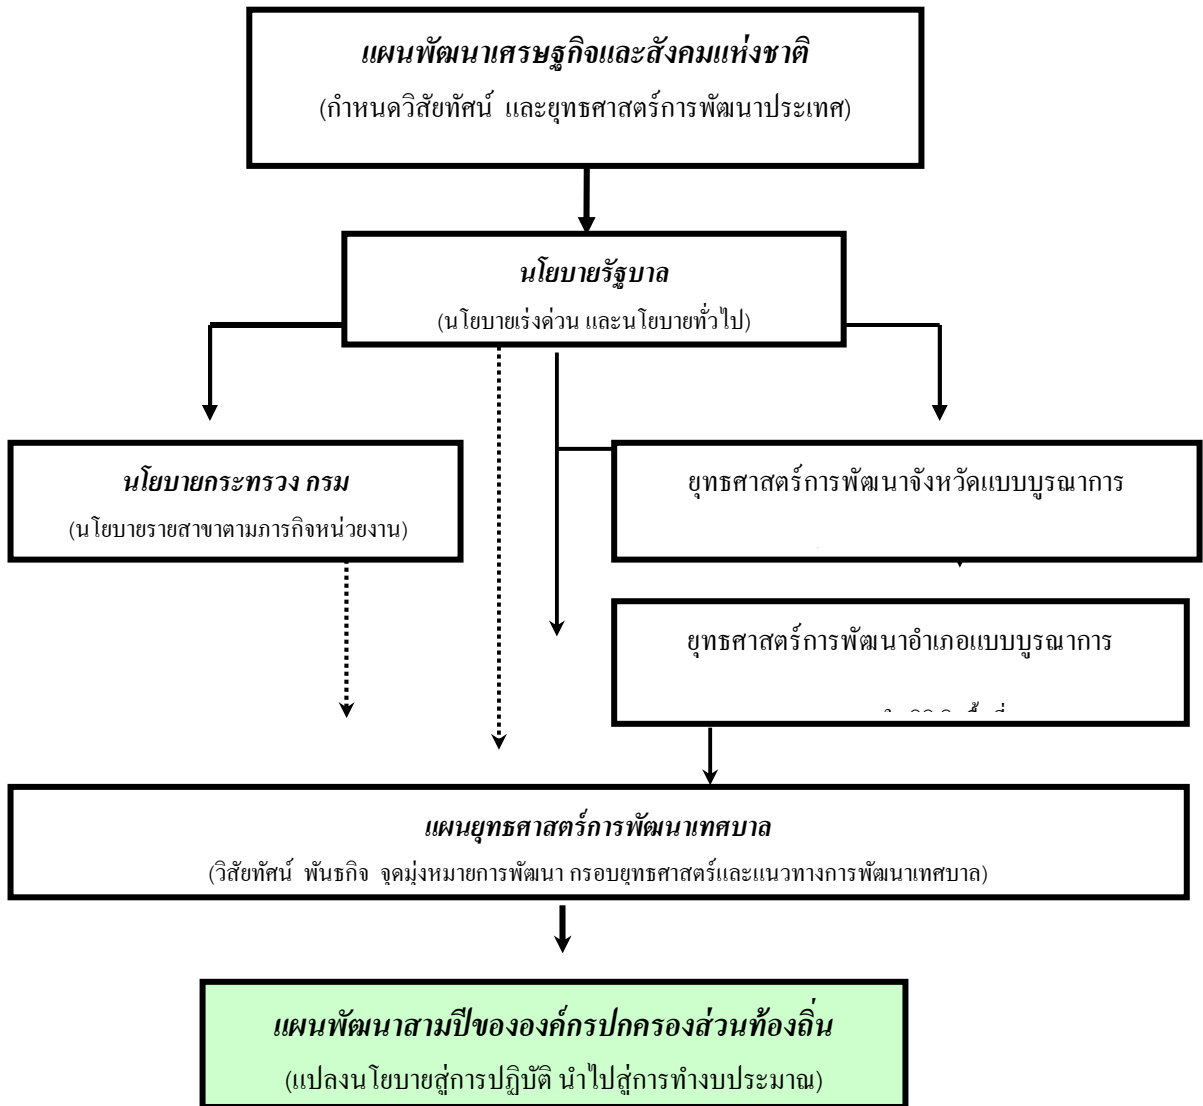 แผนพัฒนาเศรษฐกิจและสังคมแห่งชาติ
(กำหนดวิสัยทัศน์ และยุทธศาสตร์การพัฒนาประเทศ)
นโยบายรัฐบาล
(นโยบายเร่งด่วน และนโยบายทั่วไป)
นโยบายกระทรวง กรม
(นโยบายรายสาขาตามภารกิจหน่วยงาน)
ยุทธศาสตร์การพัฒนาจังหวัดแบบบูรณาการ
ยุทธศาสตร์การพัฒนาอำเภอแบบบูรณาการ
แผนยุทธศาสตร์การพัฒนาเทศบาล
(วิสัยทัศน์ พันธกิจ จุดมุ่งหมายการพัฒนา กรอบยุทธศาสตร์และแนวทางการพัฒนาเทศบาล)
แผนพัฒนาสามปีขององค์กรปกครองส่วนท้องถิ่น
(แปลงนโยบายสู่การปฏิบัติ นำไปสู่การทำงบประมาณ)